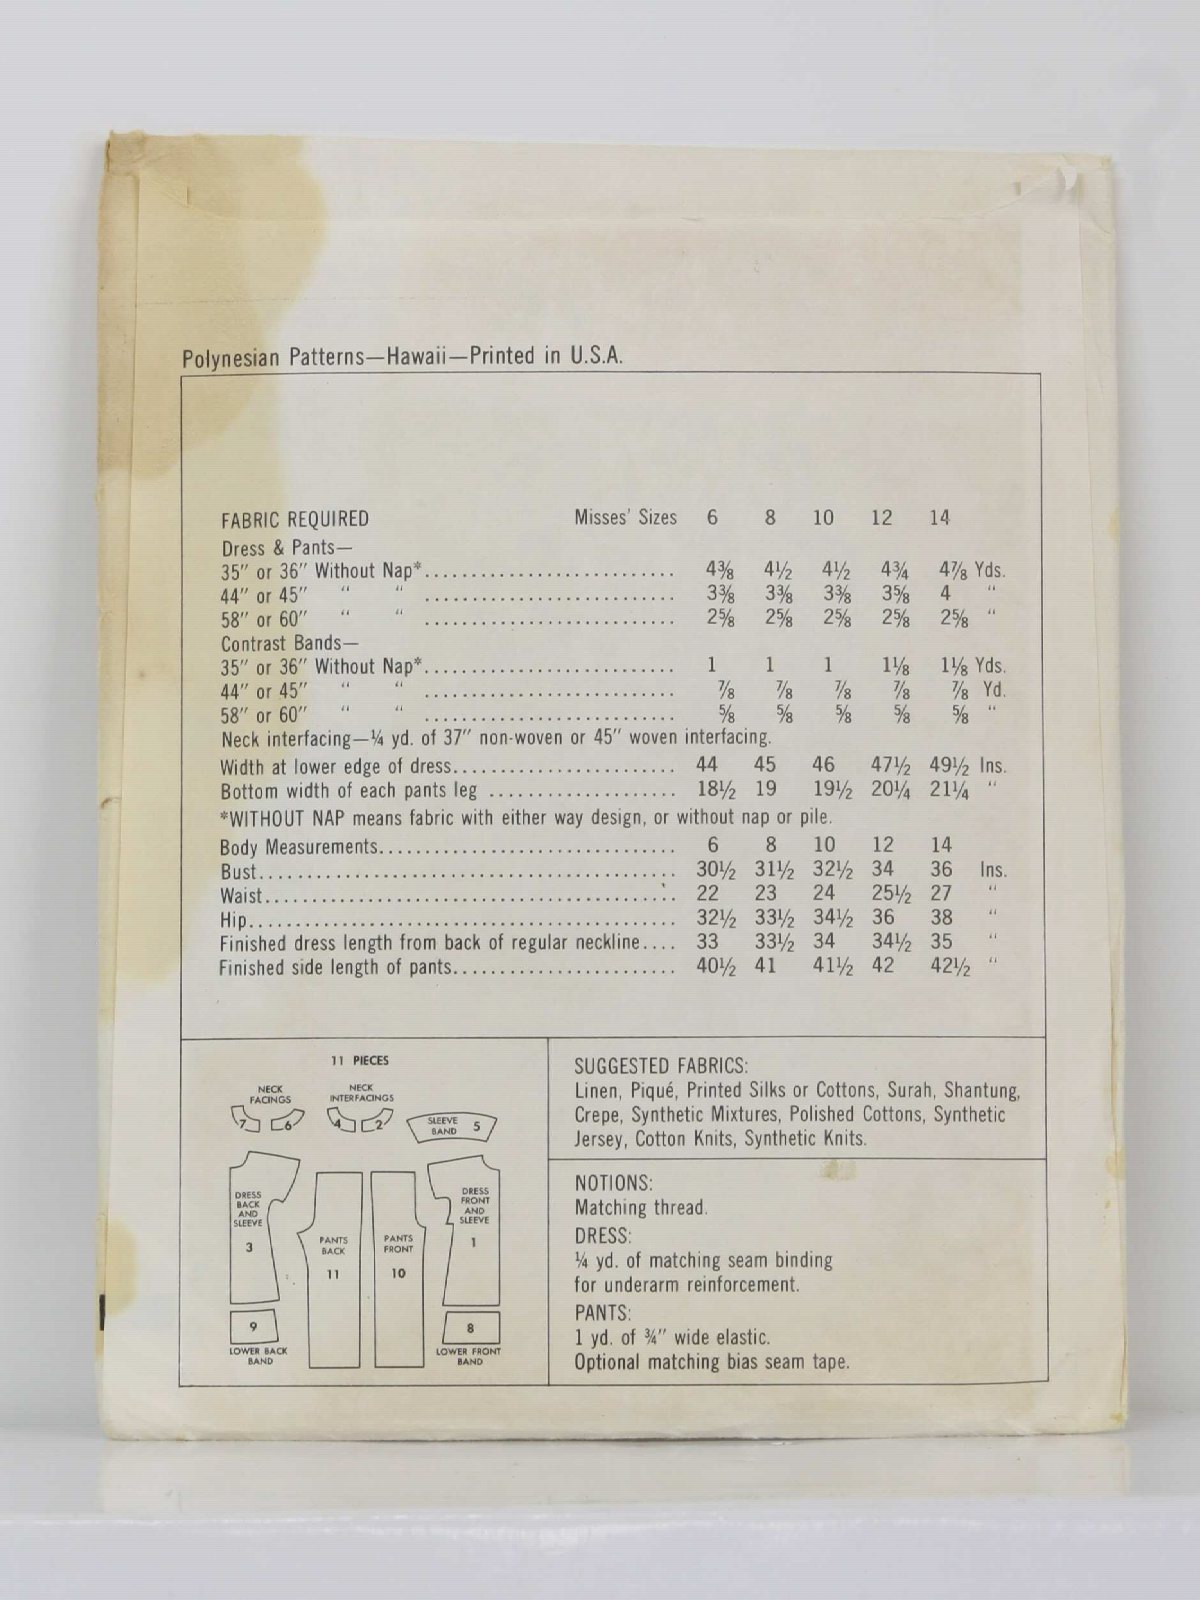 Polynesian Patterns—Hawaii—Printed in U.S.A.
FABRIC REQUIRED Misses' Sizes 6 8 10 12 14
Dress & Pants—
35" or 36" Without Nap*........................... 4⅜ 4½ 4½ 4¾ 4⅞ Yds.
44" or 45" " " ........................... 3⅜ 3⅜ 3⅜ 3⅝ 4 "
58" or 60" " " ........................... 2⅝ 2⅝ 2⅝ 2⅝ 2⅝ "
Contrast Bands—
35" or 36" Without Nap*........................... 1 1 1 1⅛ 1⅛ Yds.
44" or 45" " " ........................... ⅞ ⅞ ⅞ ⅞ ⅞ Yd.
58" or 60" " " ........................... ⅝ ⅝ ⅝ ⅝ ⅝ "
Neck interfacing—¼ yd. of 37" non-woven or 45" woven interfacing.
Width at lower edge of dress........................ 44 45 46 47½ 49½ Ins.
Bottom width of each pants leg .................... 18½ 19 19½ 20¼ 21¼ "
*WITHOUT NAP means fabric with either way design, or without nap or pile.
Body Measurements................................ 6 8 10 12 14
Bust............................................. 30½ 31½ 32½ 34 36 Ins.
Waist............................................ 22 23 24 25½ 27 "
Hip.............................................. 32½ 33½ 34½ 36 38 "
Finished dress length from back of regular neckline.... 33 33½ 34 34½ 35 "
Finished side length of pants........................ 40½ 41 41½ 42 42½ "
11 PIECES
NECK FACINGS
7 6
NECK INTERFACINGS
4 2
SLEEVE BAND 5
DRESS BACK AND SLEEVE
3
PANTS BACK
11
PANTS FRONT
10
DRESS FRONT AND SLEEVE
1
9
LOWER BACK BAND
8
LOWER FRONT BAND
SUGGESTED FABRICS:
Linen, Piqué, Printed Silks or Cottons, Surah, Shantung,
Crepe, Synthetic Mixtures, Polished Cottons, Synthetic
Jersey, Cotton Knits, Synthetic Knits.
NOTIONS:
Matching thread.
DRESS:
¼ yd. of matching seam binding
for underarm reinforcement.
PANTS:
1 yd. of ¾" wide elastic.
Optional matching bias seam tape.